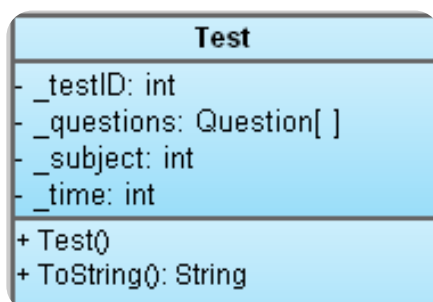 Test
- _testID: int
- _questions: Question[ ]
- _subject: int
- _time: int
+ Test()
+ ToString(): String